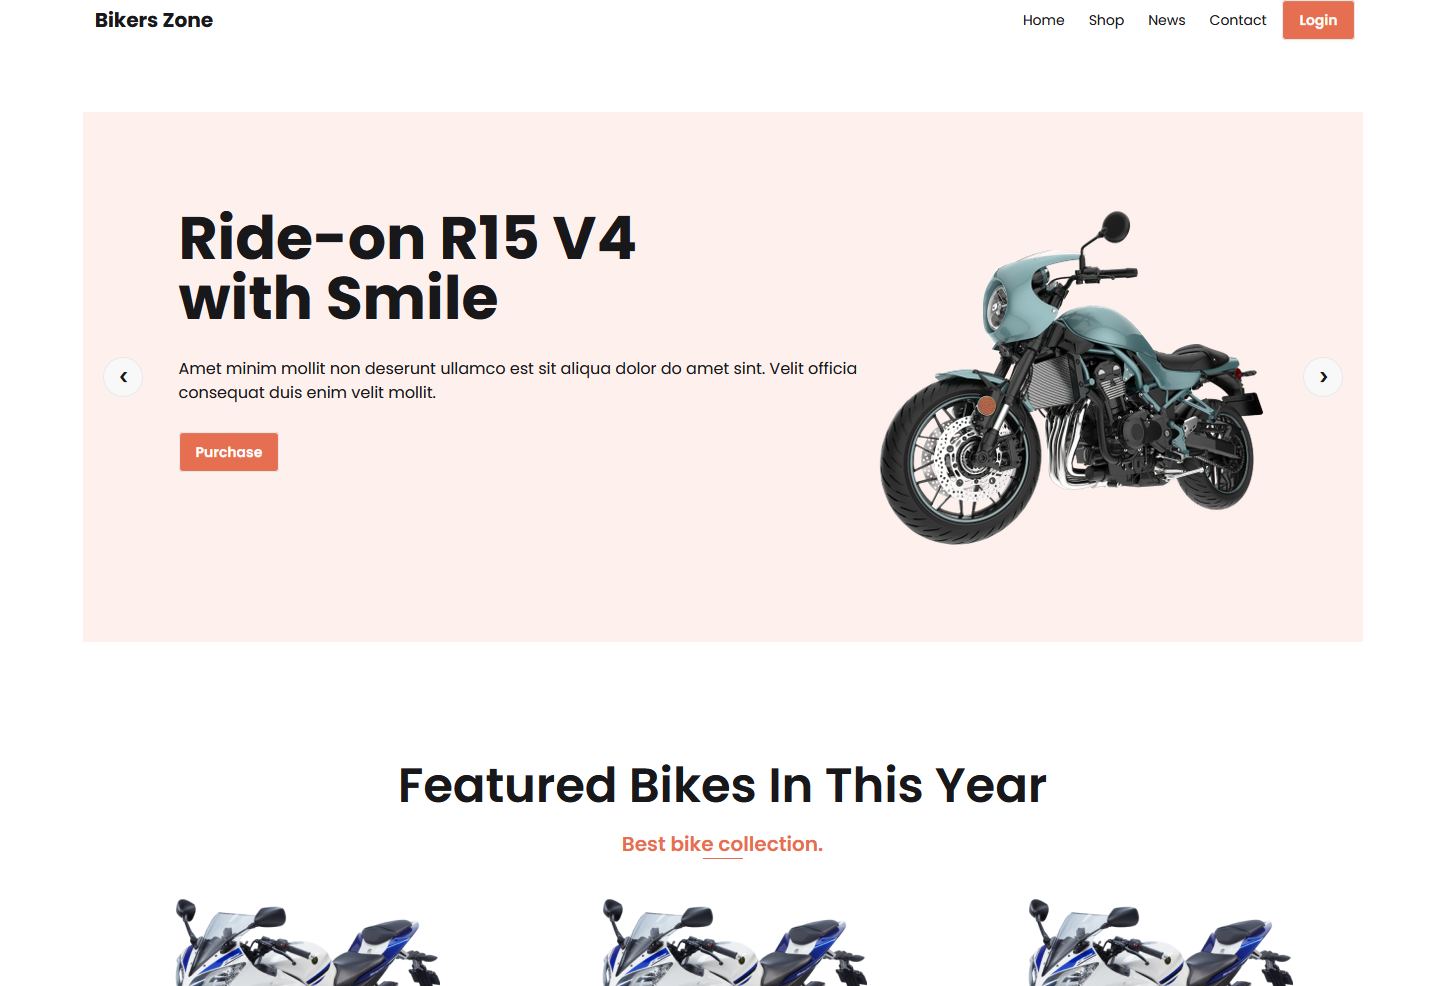 Bikers Zone
Home Shop News Contact Login
Ride-on R15 V4
with Smile
Amet minim mollit non deserunt ullamco est sit aliqua dolor do amet sint. Velit officia
consequat duis enim velit mollit.
Purchase
Featured Bikes In This Year
Best bike collection.